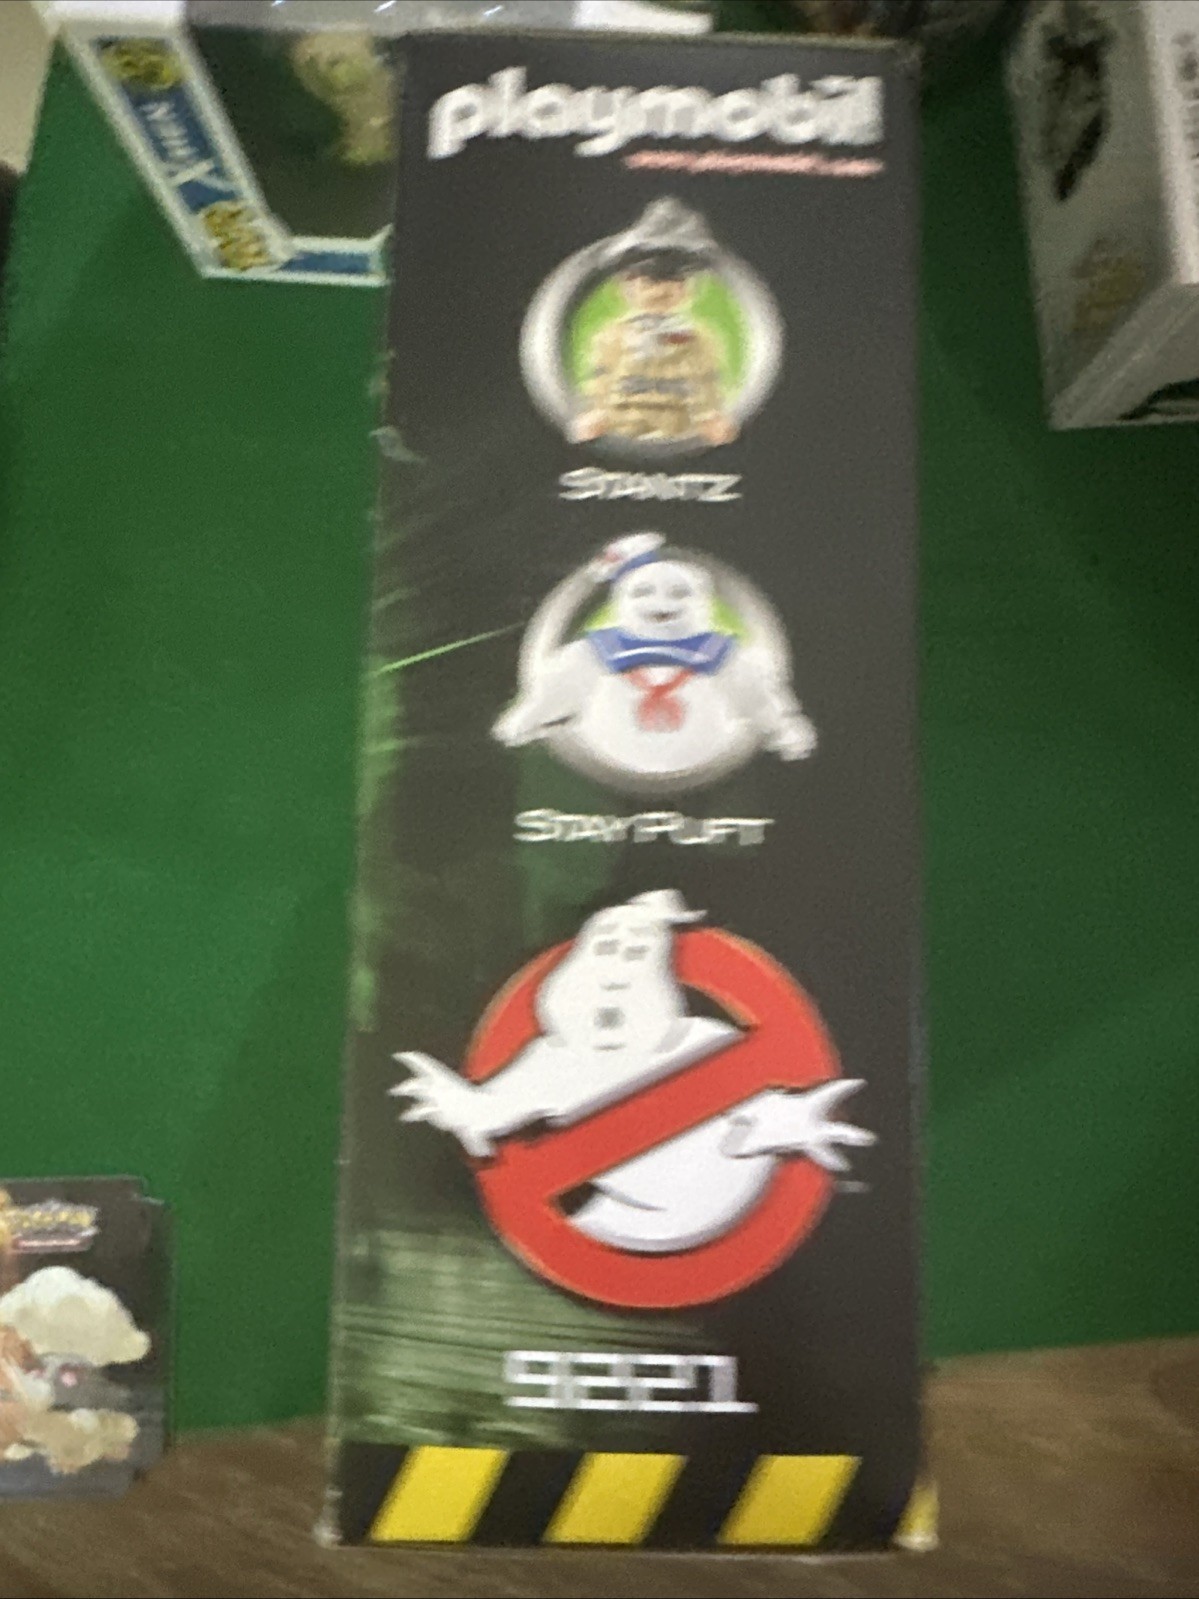 playmobil
STANTZ
STAY PUFT
9221